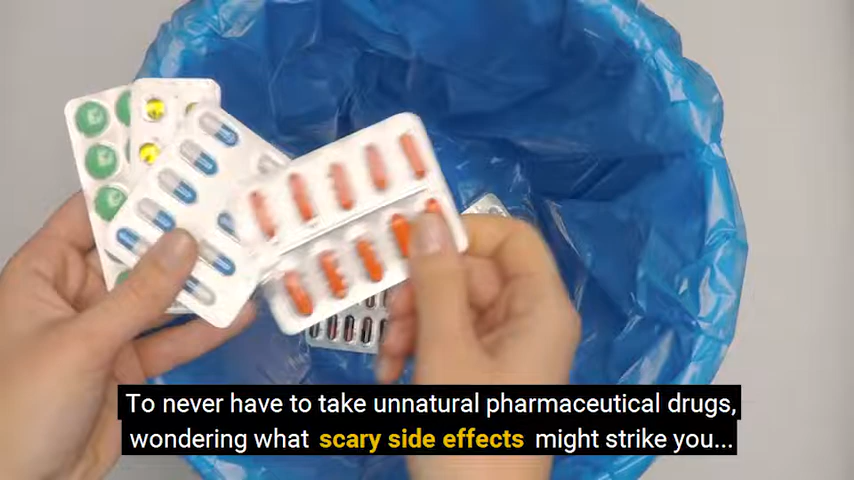 To never have to take unnatural pharmaceutical drugs,
wondering what scary side effects might strike you...